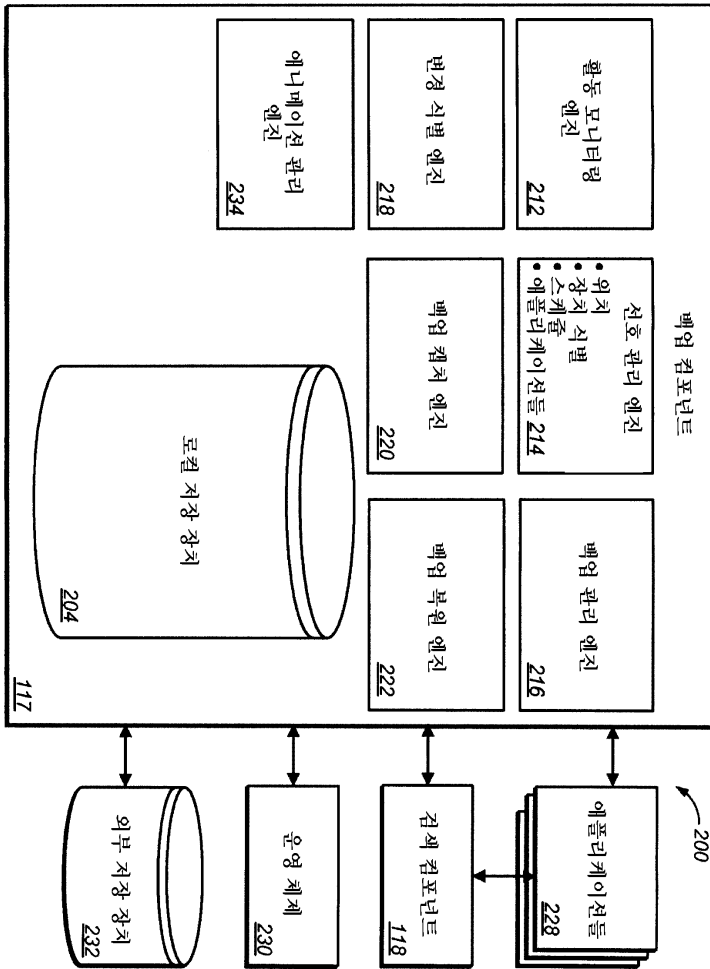 200
백업 컴포넌트
활동 모니터링
엔진
212
선호 관리 엔진
• 위치
• 장치 식별
• 스케줄
• 애플리케이션들
214
백업 관리 엔진
216
변경 식별 엔진
218
백업 캡처 엔진
220
백업 복원 엔진
222
애니메이션 관리
엔진
234
로컬 저장 장치
204
117
애플리케이션들
228
검색 컴포넌트
118
운영 체제
230
외부 저장 장치
232